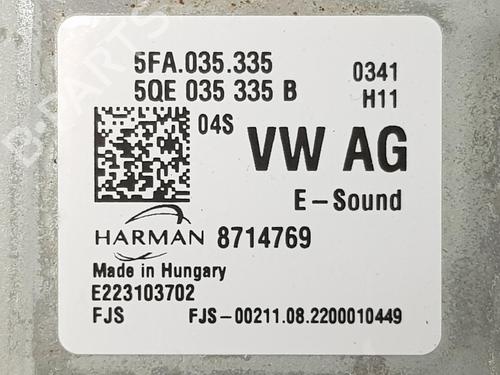 5FA.035.335
5QE 035 335 B
0341
H11
04S
VW AG
E-Sound
HARMAN 8714769
Made in Hungary
E223103702
FJS FJS-00211.08.2200010449
B-PARTS